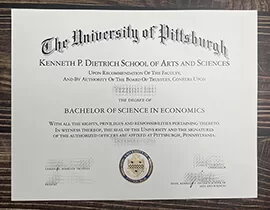 The University of Pittsburgh
KENNETH P. DIETRICH SCHOOL OF ARTS AND SCIENCES
UPON RECOMMENDATION OF THE FACULTY,
AND BY AUTHORITY OF THE BOARD OF TRUSTEES, CONFERS UPON
THE DEGREE OF
BACHELOR OF SCIENCE IN ECONOMICS
WITH ALL THE RIGHTS, PRIVILEGES AND RESPONSIBILITIES PERTAINING THERETO.
IN WITNESS THEREOF, THE SEAL OF THE UNIVERSITY AND THE SIGNATURES
OF THE AUTHORIZED OFFICERS ARE AFFIXED AT PITTSBURGH, PENNSYLVANIA